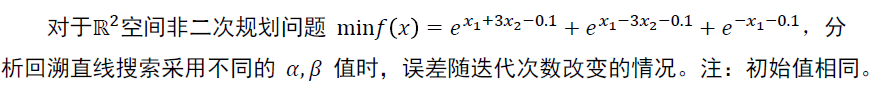 对于ℝ²空间非二次规划问题 min f(x) = e^{x₁+3x₂−0.1} + e^{x₁−3x₂−0.1} + e^{−x₁−0.1}，分
析回溯直线搜索采用不同的 α,β 值时，误差随迭代次数改变的情况。注：初始值相同。